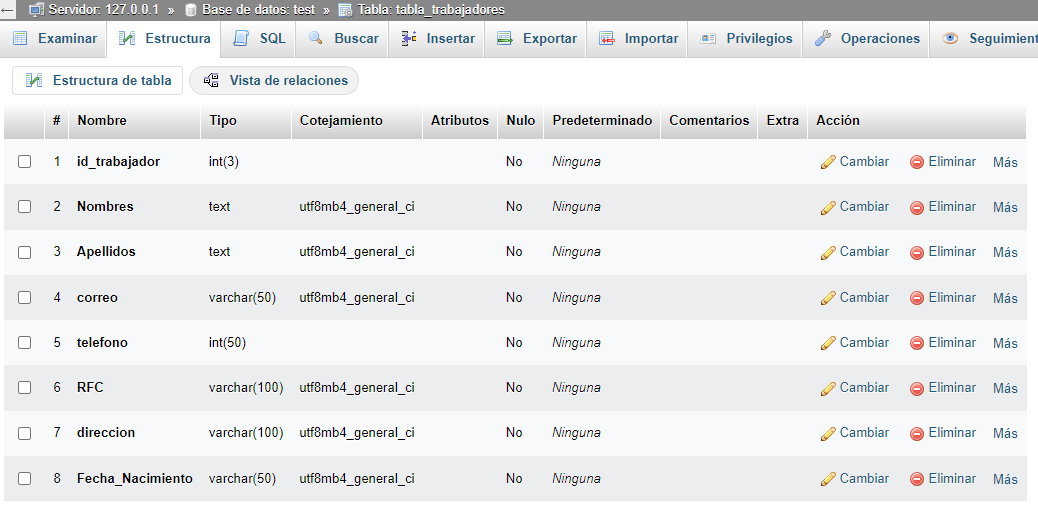 ← Servidor: 127.0.0.1 » Base de datos: test » Tabla: tabla_trabajadores
Examinar Estructura SQL Buscar Insertar Exportar Importar Privilegios Operaciones Seguimient
Estructura de tabla Vista de relaciones
# Nombre Tipo Cotejamiento Atributos Nulo Predeterminado Comentarios Extra Acción
1 id_trabajador int(3) No Ninguna Cambiar Eliminar Más
2 Nombres text utf8mb4_general_ci No Ninguna Cambiar Eliminar Más
3 Apellidos text utf8mb4_general_ci No Ninguna Cambiar Eliminar Más
4 correo varchar(50) utf8mb4_general_ci No Ninguna Cambiar Eliminar Más
5 telefono int(50) No Ninguna Cambiar Eliminar Más
6 RFC varchar(100) utf8mb4_general_ci No Ninguna Cambiar Eliminar Más
7 direccion varchar(100) utf8mb4_general_ci No Ninguna Cambiar Eliminar Más
8 Fecha_Nacimiento varchar(50) utf8mb4_general_ci No Ninguna Cambiar Eliminar Más